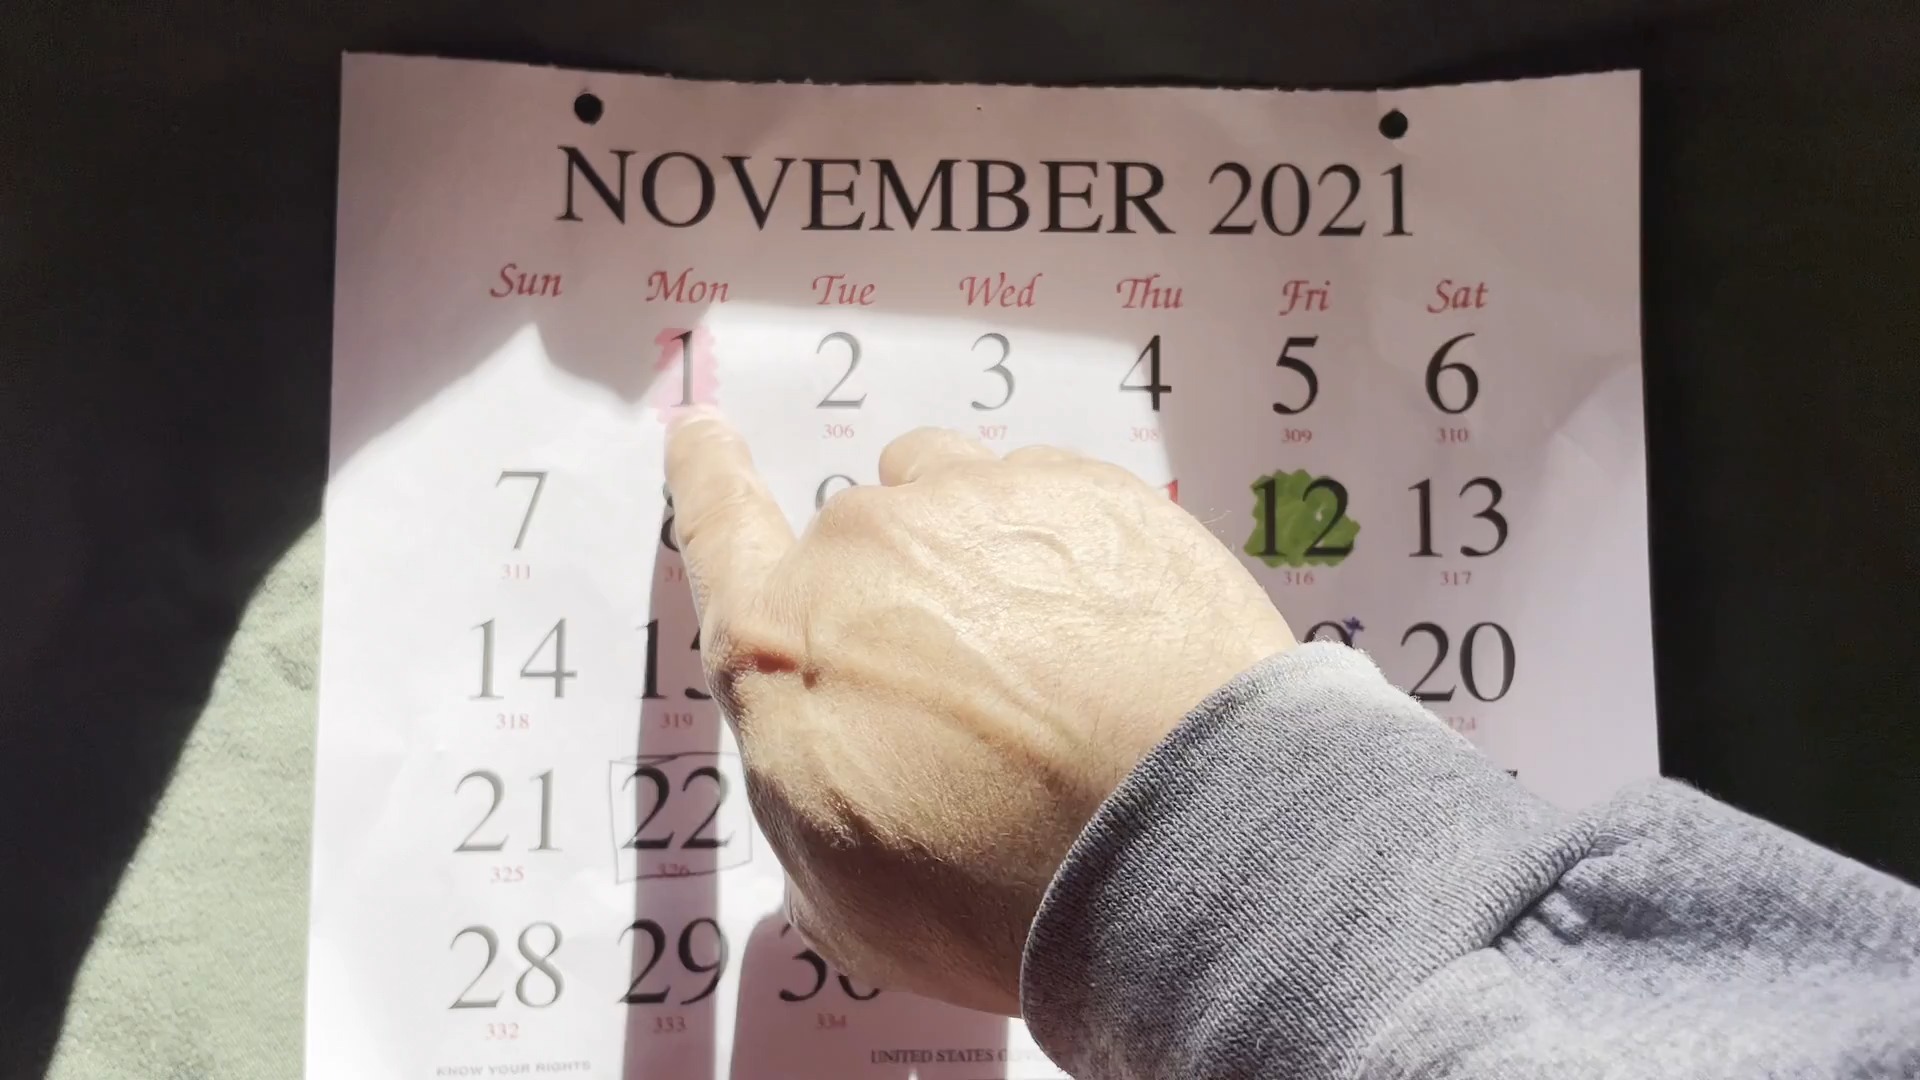 NOVEMBER 2021
Sun Mon Tue Wed Thu Fri Sat
1 2 3 4 5 6
306 307 308 309 310
7 12 13
311 316 317
14 20
318 319
21 22
325 326
28 29 30
332 333 334
KNOW YOUR RIGHTS UNITED STATES